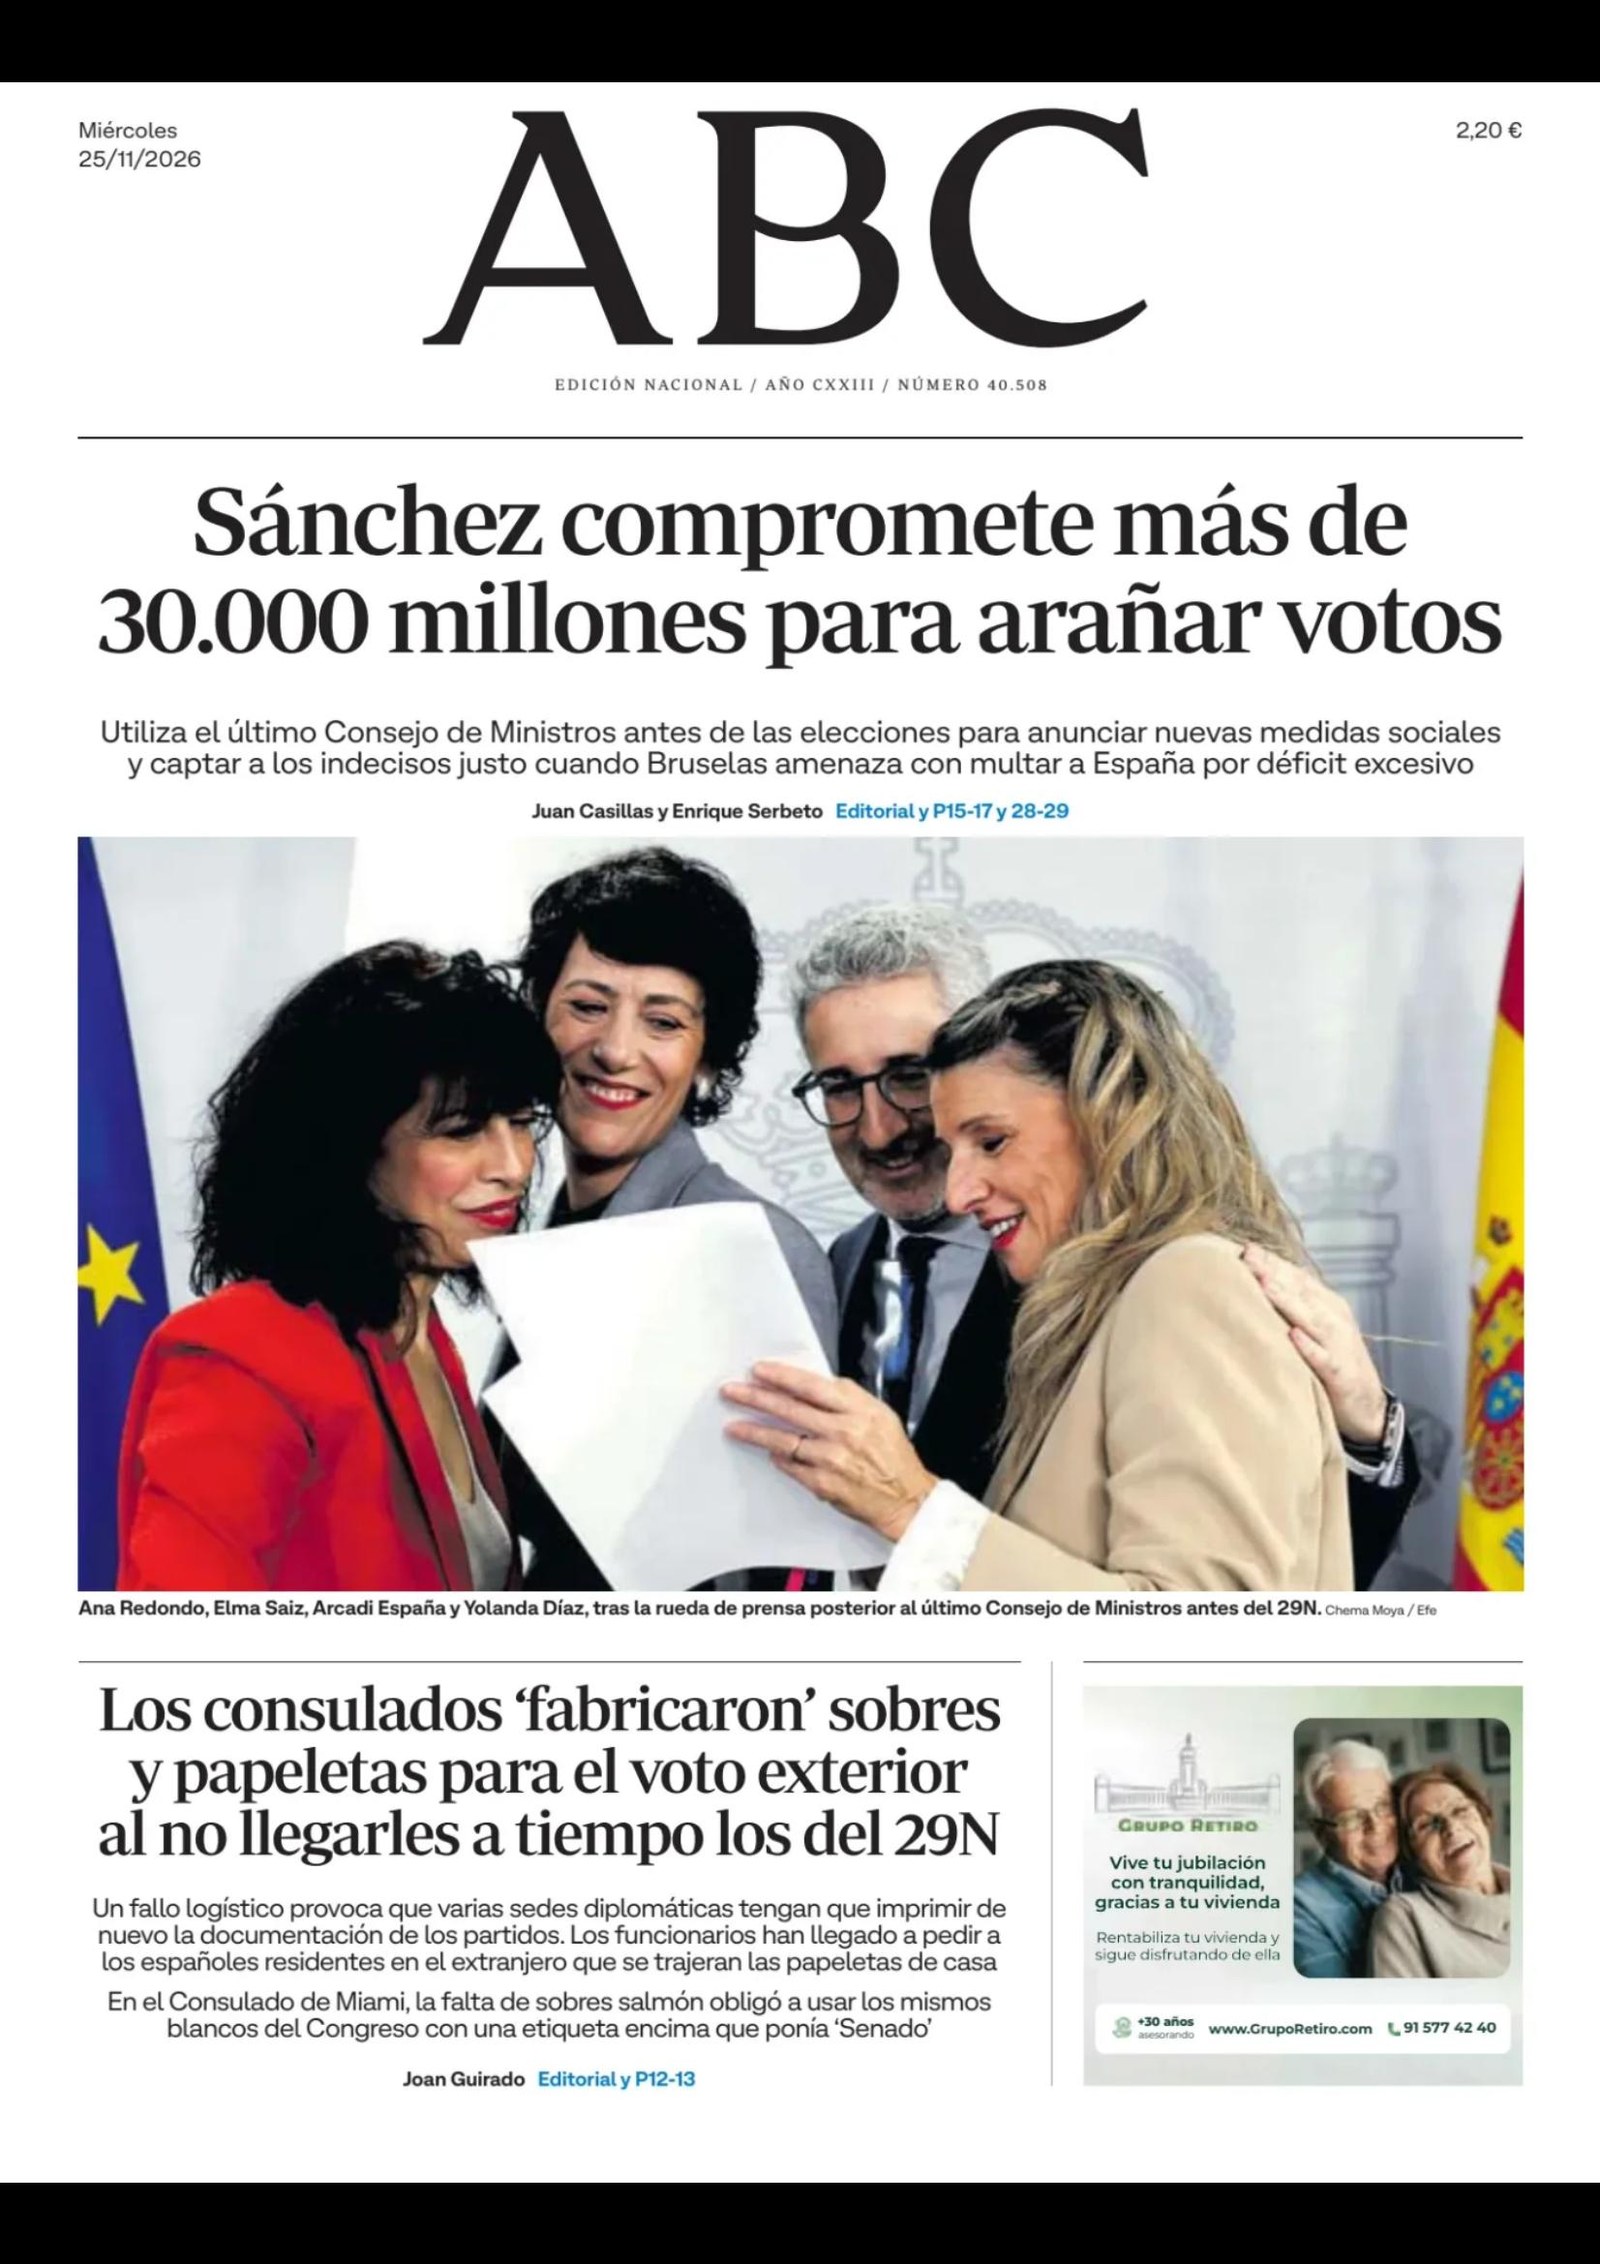 Miércoles
25/11/2026
ABC
2,20 €
EDICIÓN NACIONAL / AÑO CXXIII / NÚMERO 40.508
Sánchez compromete más de
30.000 millones para arañar votos
Utiliza el último Consejo de Ministros antes de las elecciones para anunciar nuevas medidas sociales
y captar a los indecisos justo cuando Bruselas amenaza con multar a España por déficit excesivo
Juan Casillas y Enrique Serbeto Editorial y P15-17 y 28-29
Ana Redondo, Elma Saiz, Arcadi España y Yolanda Díaz, tras la rueda de prensa posterior al último Consejo de Ministros antes del 29N. Chema Moya / Efe
Los consulados ‘fabricaron’ sobres
y papeletas para el voto exterior
al no llegarles a tiempo los del 29N
Un fallo logístico provoca que varias sedes diplomáticas tengan que imprimir de
nuevo la documentación de los partidos. Los funcionarios han llegado a pedir a
los españoles residentes en el extranjero que se trajeran las papeletas de casa
En el Consulado de Miami, la falta de sobres salmón obligó a usar los mismos
blancos del Congreso con una etiqueta encima que ponía ‘Senado’
Joan Guirado Editorial y P12-13
GRUPO RETIRO
Vive tu jubilación
con tranquilidad,
gracias a tu vivienda
Rentabiliza tu vivienda y
sigue disfrutando de ella
+30 años
asesorando
www.GrupoRetiro.com
91 577 42 40